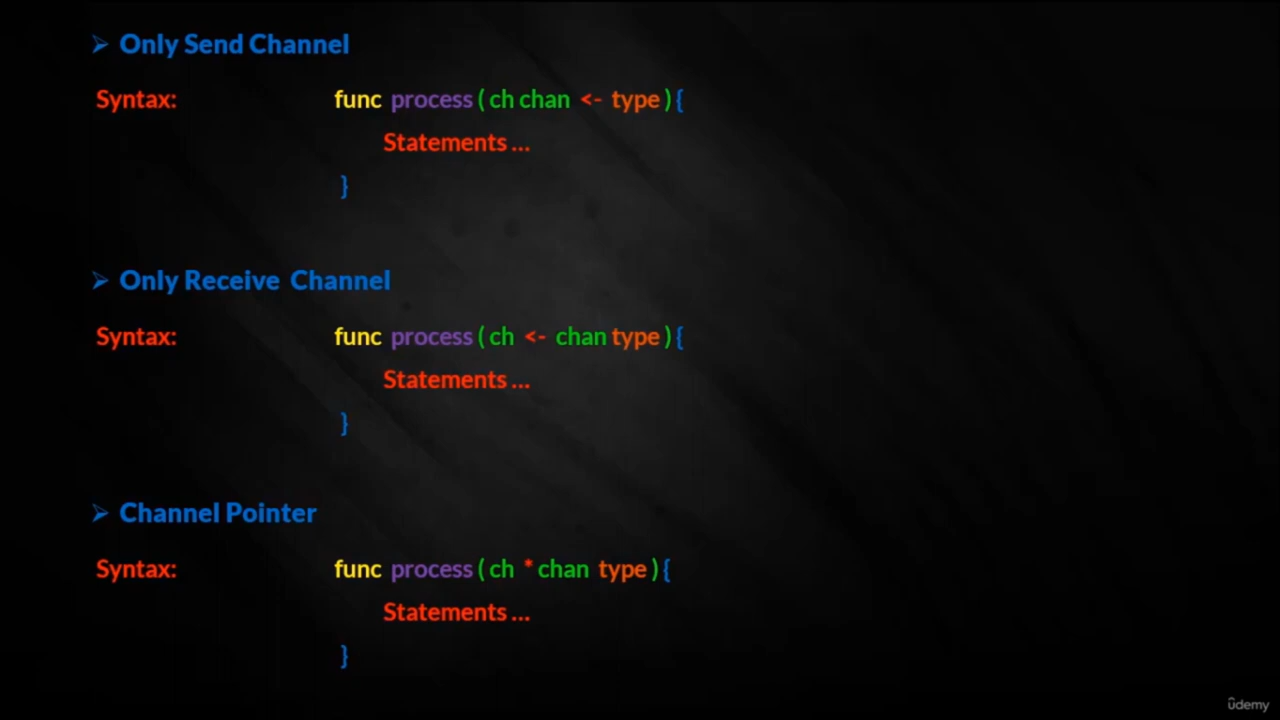 ➢ Only Send Channel
Syntax: func process ( ch chan <- type ) {
Statements ...
}
➢ Only Receive Channel
Syntax: func process ( ch <- chan type ) {
Statements ...
}
➢ Channel Pointer
Syntax: func process ( ch * chan type ) {
Statements ...
}
ûdemy